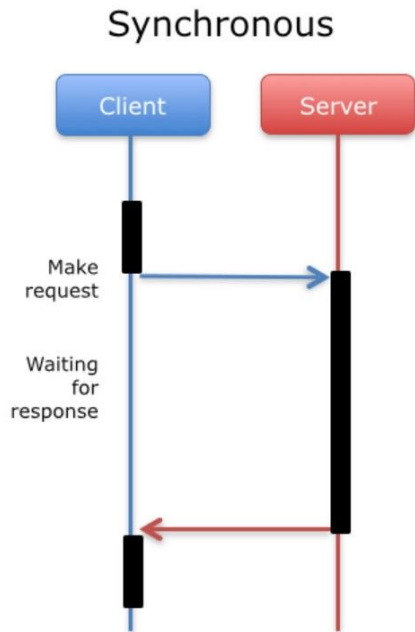 Synchronous
Client
Server
Make
request
Waiting
for
response